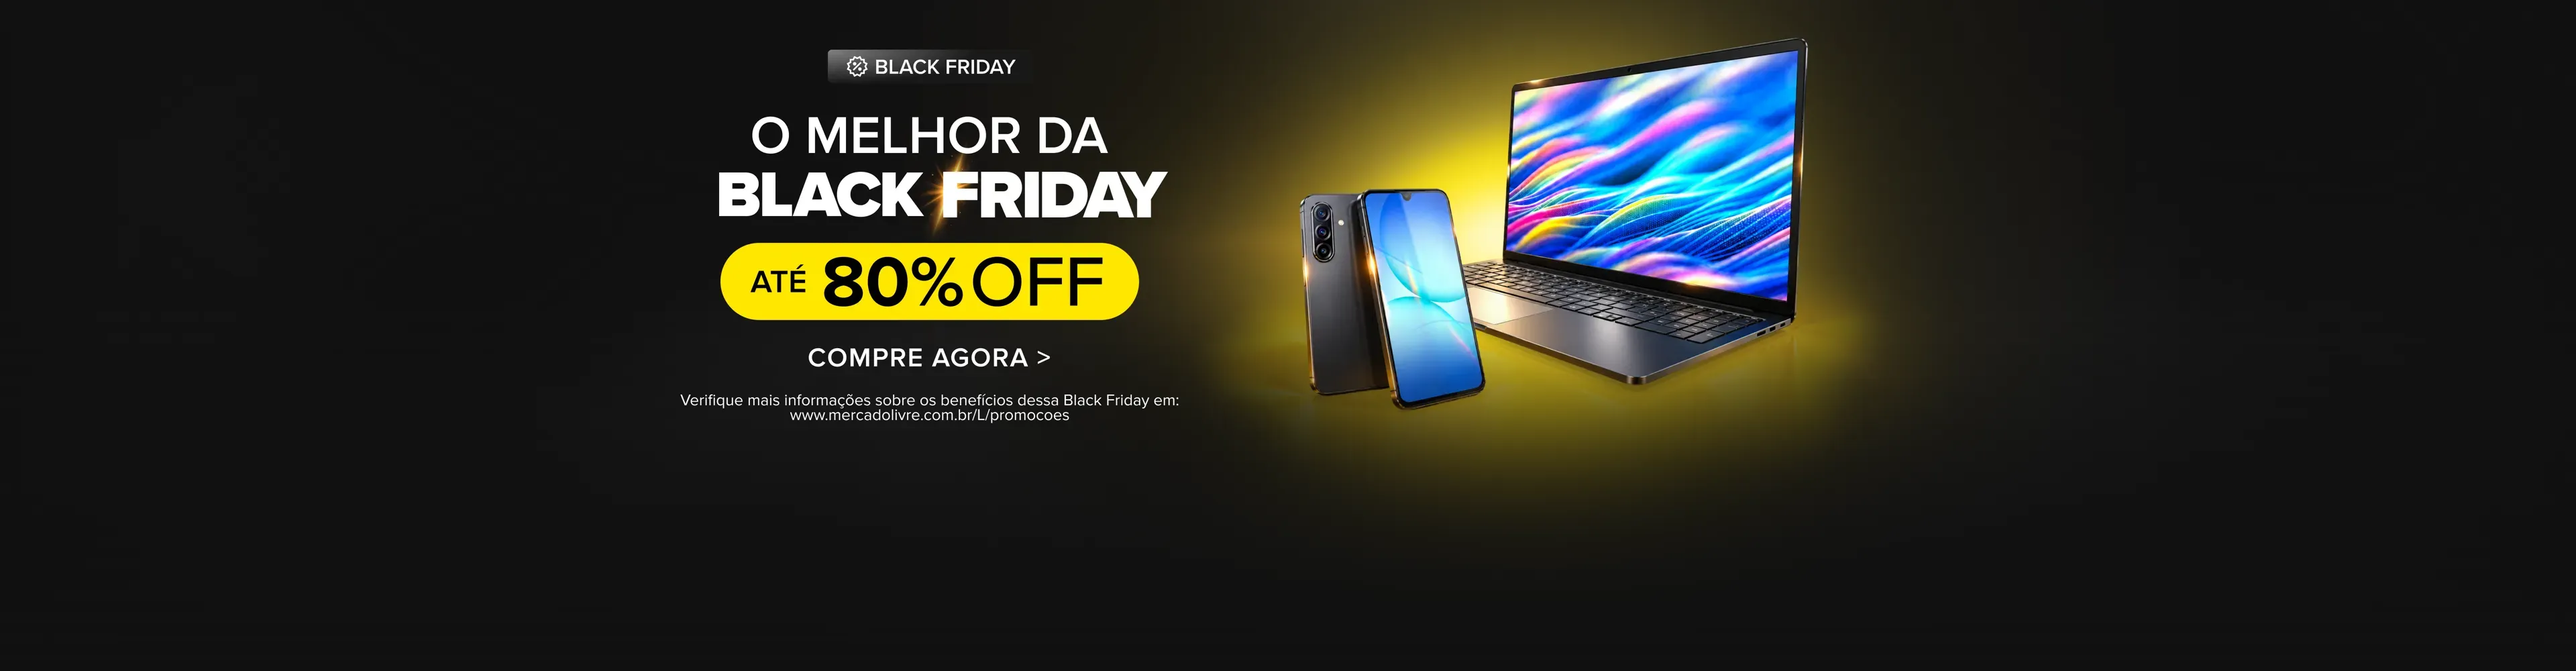 BLACK FRIDAY
O MELHOR DA
BLACK FRIDAY
ATÉ 80% OFF
COMPRE AGORA >
Verifique mais informações sobre os benefícios dessa Black Friday em:
www.mercadolivre.com.br/L/promocoes